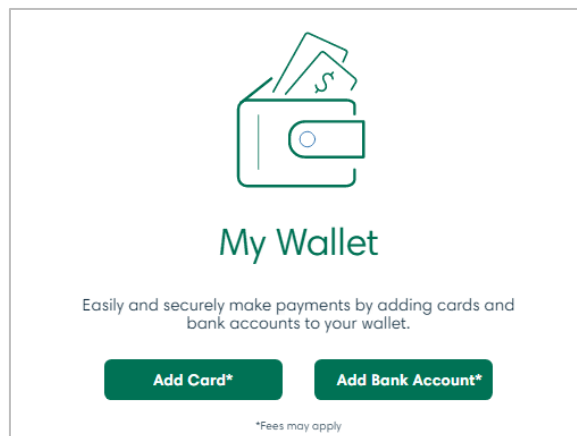 $
My Wallet
Easily and securely make payments by adding cards and
bank accounts to your wallet.
Add Card*
Add Bank Account*
*Fees may apply